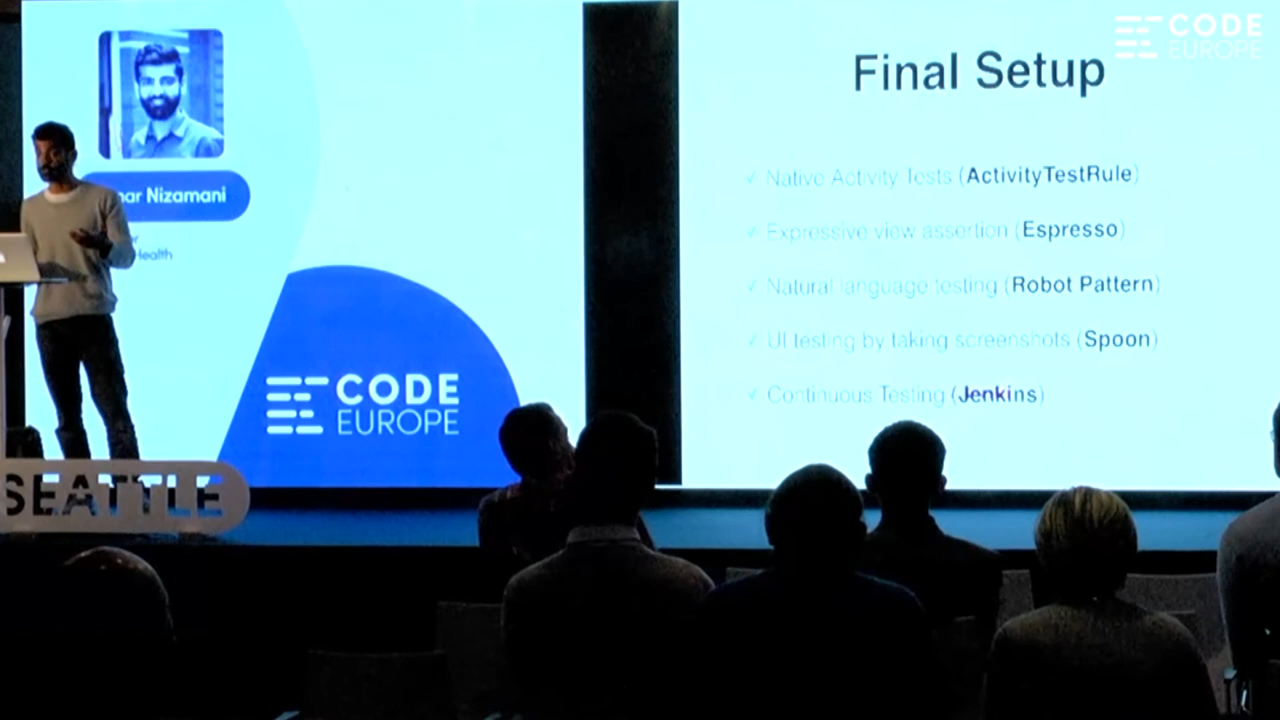 CODE
EUROPE
Final Setup
Nizamani
Health
✓ Native Activity Tests (ActivityTestRule)
✓ Expressive view assertion (Espresso)
✓ Natural language testing (Robot Pattern)
✓ UI testing by taking screenshots (Spoon)
✓ Continuous Testing (Jenkins)
CODE
EUROPE
SEATTLE